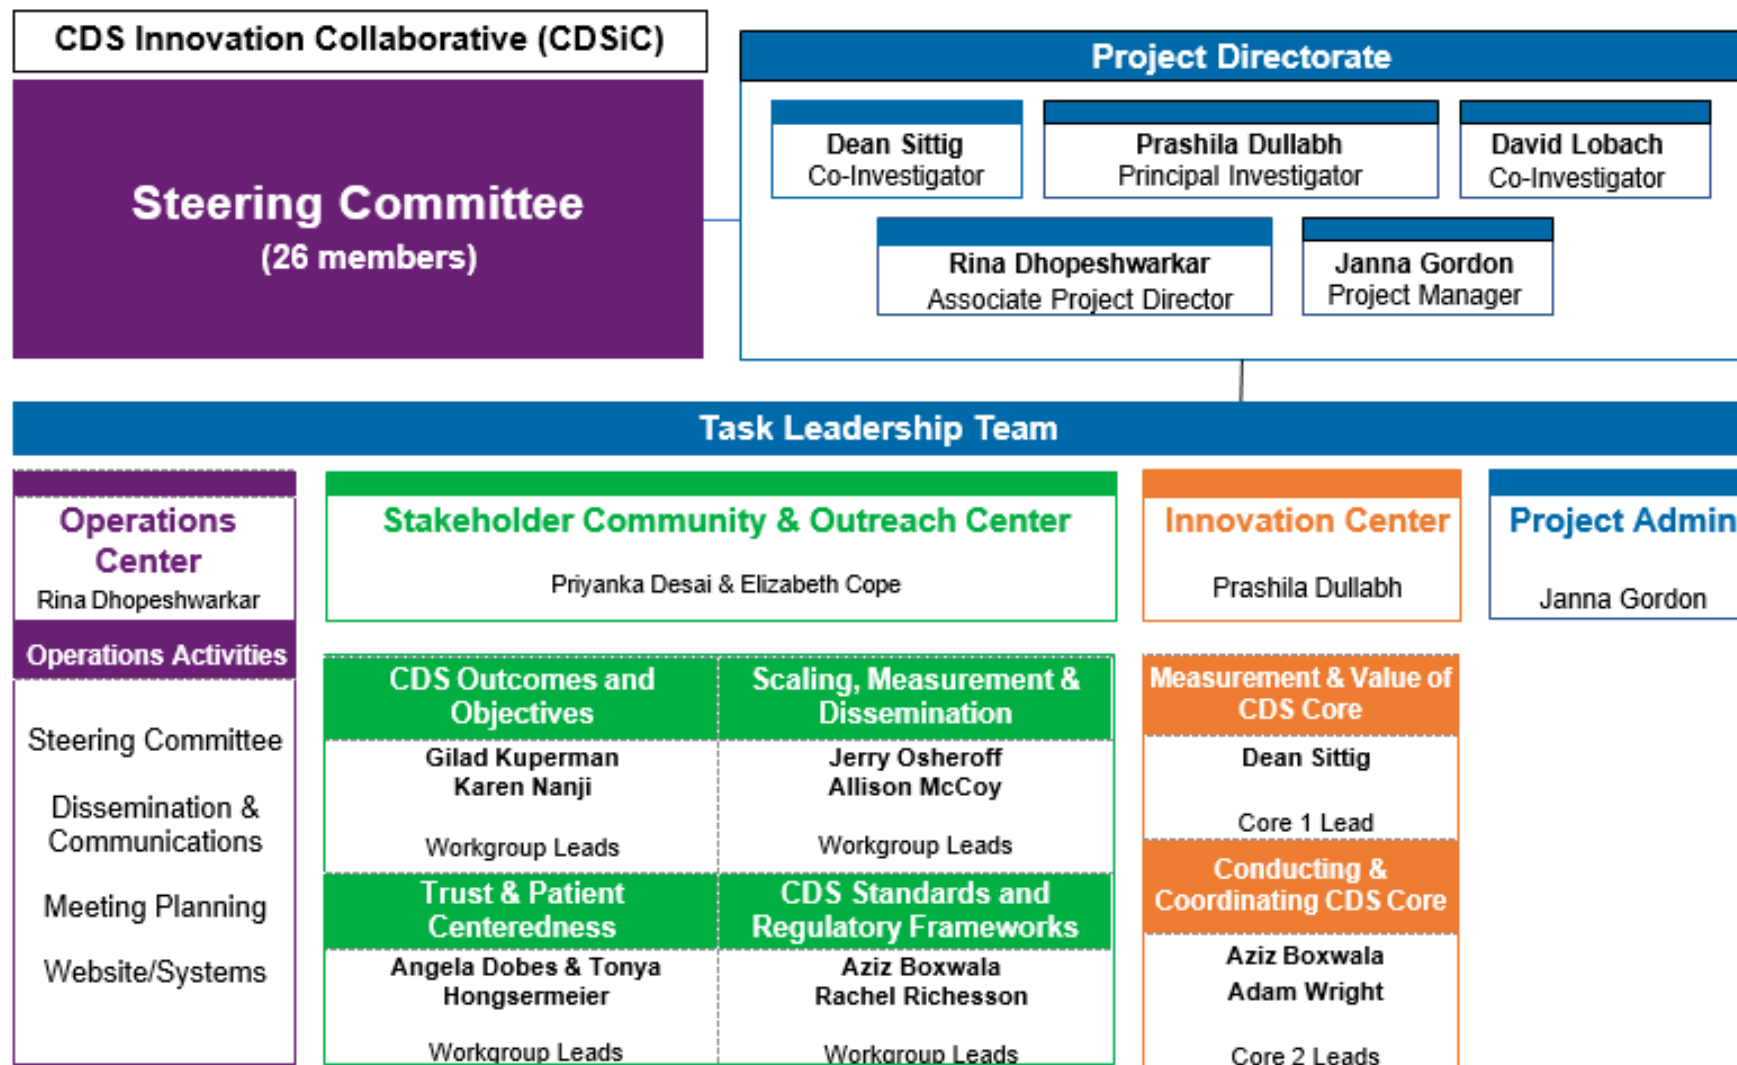 CDS Innovation Collaborative (CDSiC)
Steering Committee
(26 members)
Project Directorate
Dean Sittig
Co-Investigator
Prashila Dullabh
Principal Investigator
David Lobach
Co-Investigator
Rina Dhopeshwarkar
Associate Project Director
Janna Gordon
Project Manager
Task Leadership Team
Operations
Center
Rina Dhopeshwarkar
Operations Activities
Steering Committee
Dissemination &
Communications
Meeting Planning
Website/Systems
Stakeholder Community & Outreach Center
Priyanka Desai & Elizabeth Cope
CDS Outcomes and
Objectives
Gilad Kuperman
Karen Nanji
Workgroup Leads
Scaling, Measurement &
Dissemination
Jerry Osheroff
Allison McCoy
Workgroup Leads
Trust & Patient
Centeredness
Angela Dobes & Tonya
Hongsermeier
Workgroup Leads
CDS Standards and
Regulatory Frameworks
Aziz Boxwala
Rachel Richesson
Workgroup Leads
Innovation Center
Prashila Dullabh
Measurement & Value of
CDS Core
Dean Sittig
Core 1 Lead
Conducting &
Coordinating CDS Core
Aziz Boxwala
Adam Wright
Core 2 Leads
Project Admin
Janna Gordon